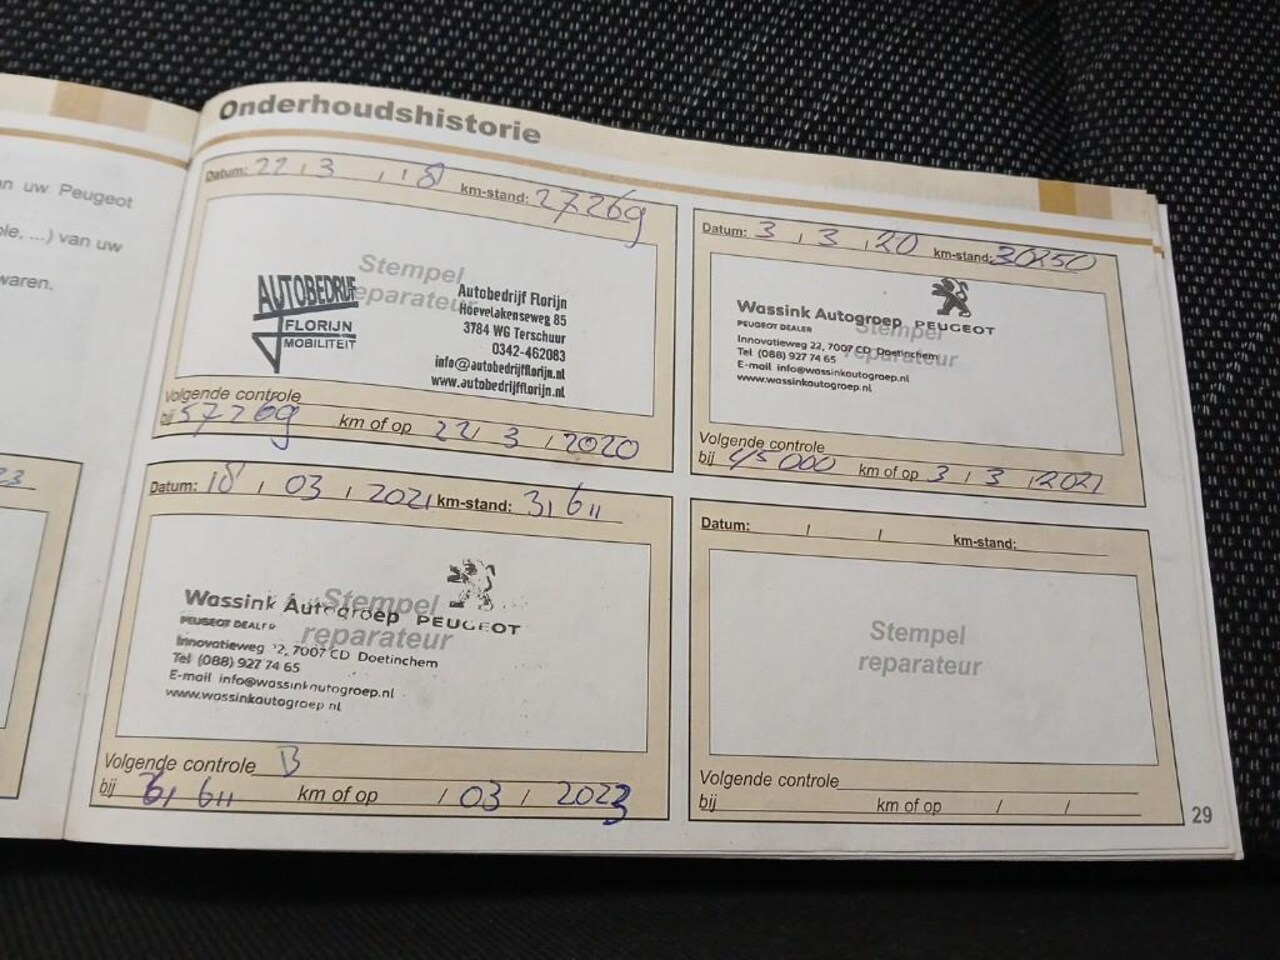 an uw Peugeot
ole, ...) van uw
waren.
23
Onderhoudshistorie
Datum: 22 / 3 / 18 km-stand: 27269
Stempel
reparateur
AUTOBEDRIJF
FLORIJN
MOBILITEIT
Autobedrijf Florijn
Hoevelakenseweg 85
3784 WG Terschuur
0342-462083
info@autobedrijfflorijn.nl
www.autobedrijfflorijn.nl
Volgende controle
bij 57269 km of op 22 / 3 / 2020
Datum: 3 / 3 / 20 km-stand: 30250
Stempel
reparateur
Wassink Autogroep PEUGEOT
PEUGEOT DEALER
Innovatieweg 22, 7007 CD Doetinchem
Tel (088) 927 74 65
E-mail info@wassinkautogroep.nl
www.wassinkautogroep.nl
Volgende controle
bij 45000 km of op 3 / 3 / 2021
Datum: 18 / 03 / 2021 km-stand: 31611
Stempel
reparateur
Wassink Autogroep PEUGEOT
PEUGEOT DEALER
Innovatieweg 22, 7007 CD Doetinchem
Tel (088) 927 74 65
E-mail info@wassinkautogroep.nl
www.wassinkautogroep.nl
Volgende controle B
bij 61611 km of op / 03 / 2023
Datum: / / km-stand:
Stempel
reparateur
Volgende controle
bij km of op / /
29